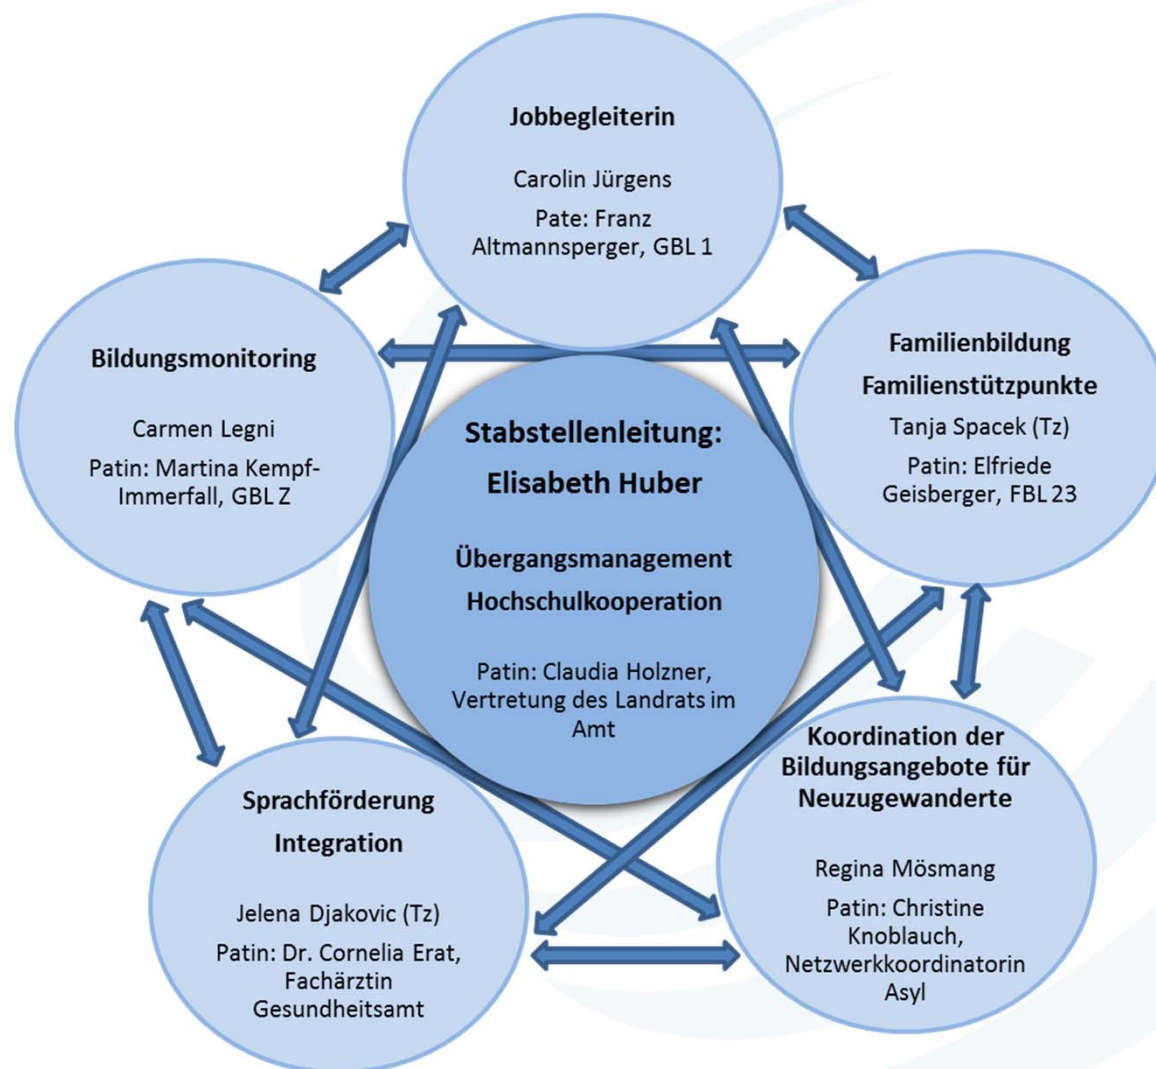 Jobbegleiterin
Carolin Jürgens
Pate: Franz
Altmannsperger, GBL 1
Bildungsmonitoring
Carmen Legni
Patin: Martina Kempf-
Immerfall, GBL Z
Familienbildung
Familienstützpunkte
Tanja Spacek (Tz)
Patin: Elfriede
Geisberger, FBL 23
Stabstellenleitung:
Elisabeth Huber
Übergangsmanagement
Hochschulkooperation
Patin: Claudia Holzner,
Vertretung des Landrats im
Amt
Sprachförderung
Integration
Jelena Djakovic (Tz)
Patin: Dr. Cornelia Erat,
Fachärztin
Gesundheitsamt
Koordination der
Bildungsangebote für
Neuzugewanderte
Regina Mösmang
Patin: Christine
Knoblauch,
Netzwerkkoordinatorin
Asyl